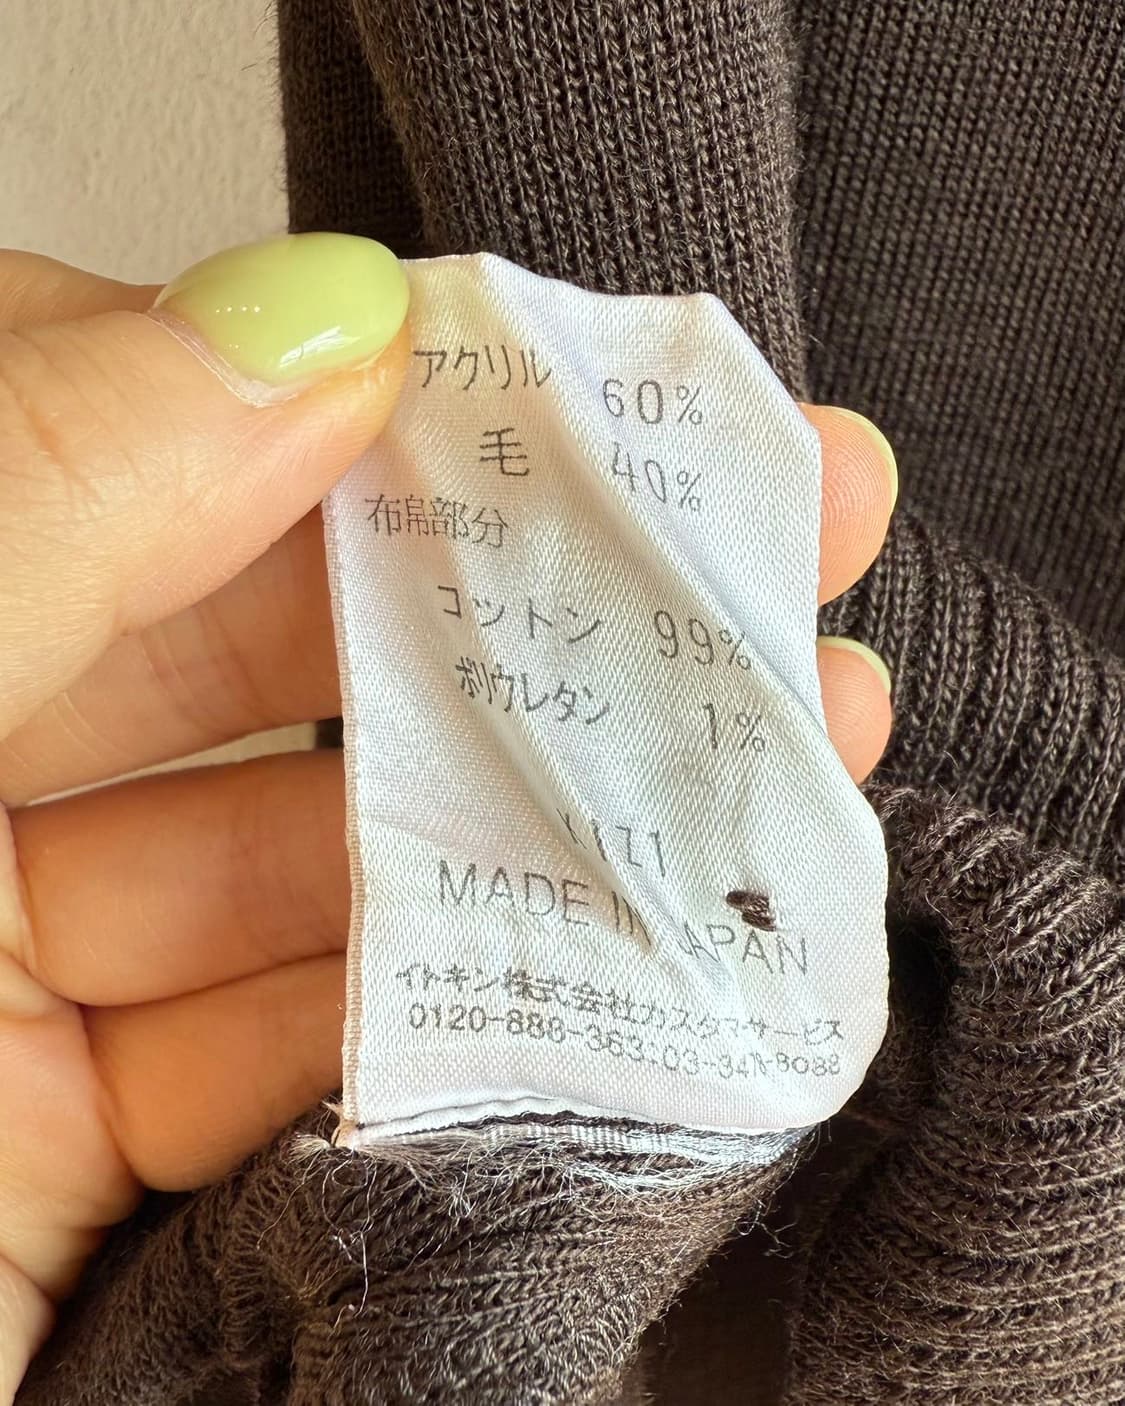 アクリル 60%
毛 40%
布帛部分
コットン 99%
ポリウレタン 1%
MADE IN JAPAN
イトキン株式会社カスタマーサービス
0120-888-363: